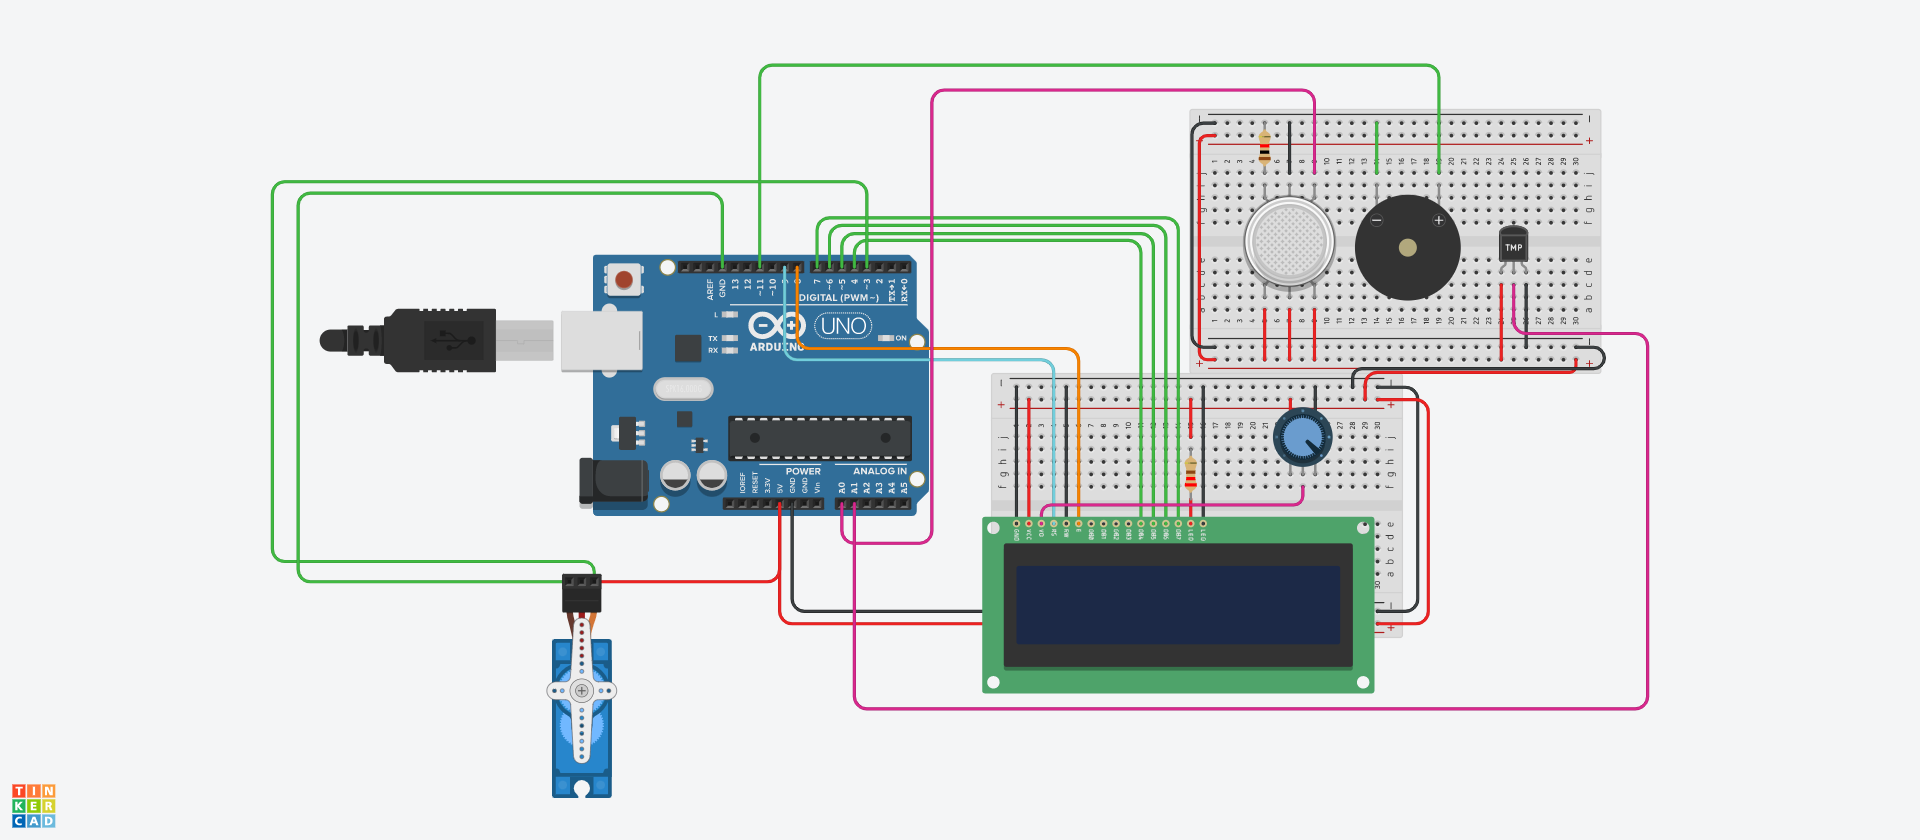 AREF
GND
13
12
~11
~10
7
~6
~5
4
~3
2
TX→1
RX←0
DIGITAL (PWM~)
L
TX
RX
ARDUINO
UNO
ON
IOREF
RESET
3.3V
5V
GND
GND
Vin
POWER
A0
A1
A2
A3
A4
A5
ANALOG IN
TMP
GND
VCC
V0
RS
RW
E
DB0
DB1
DB2
DB3
DB4
DB5
DB6
DB7
LED
LED
TIN
KER
CAD